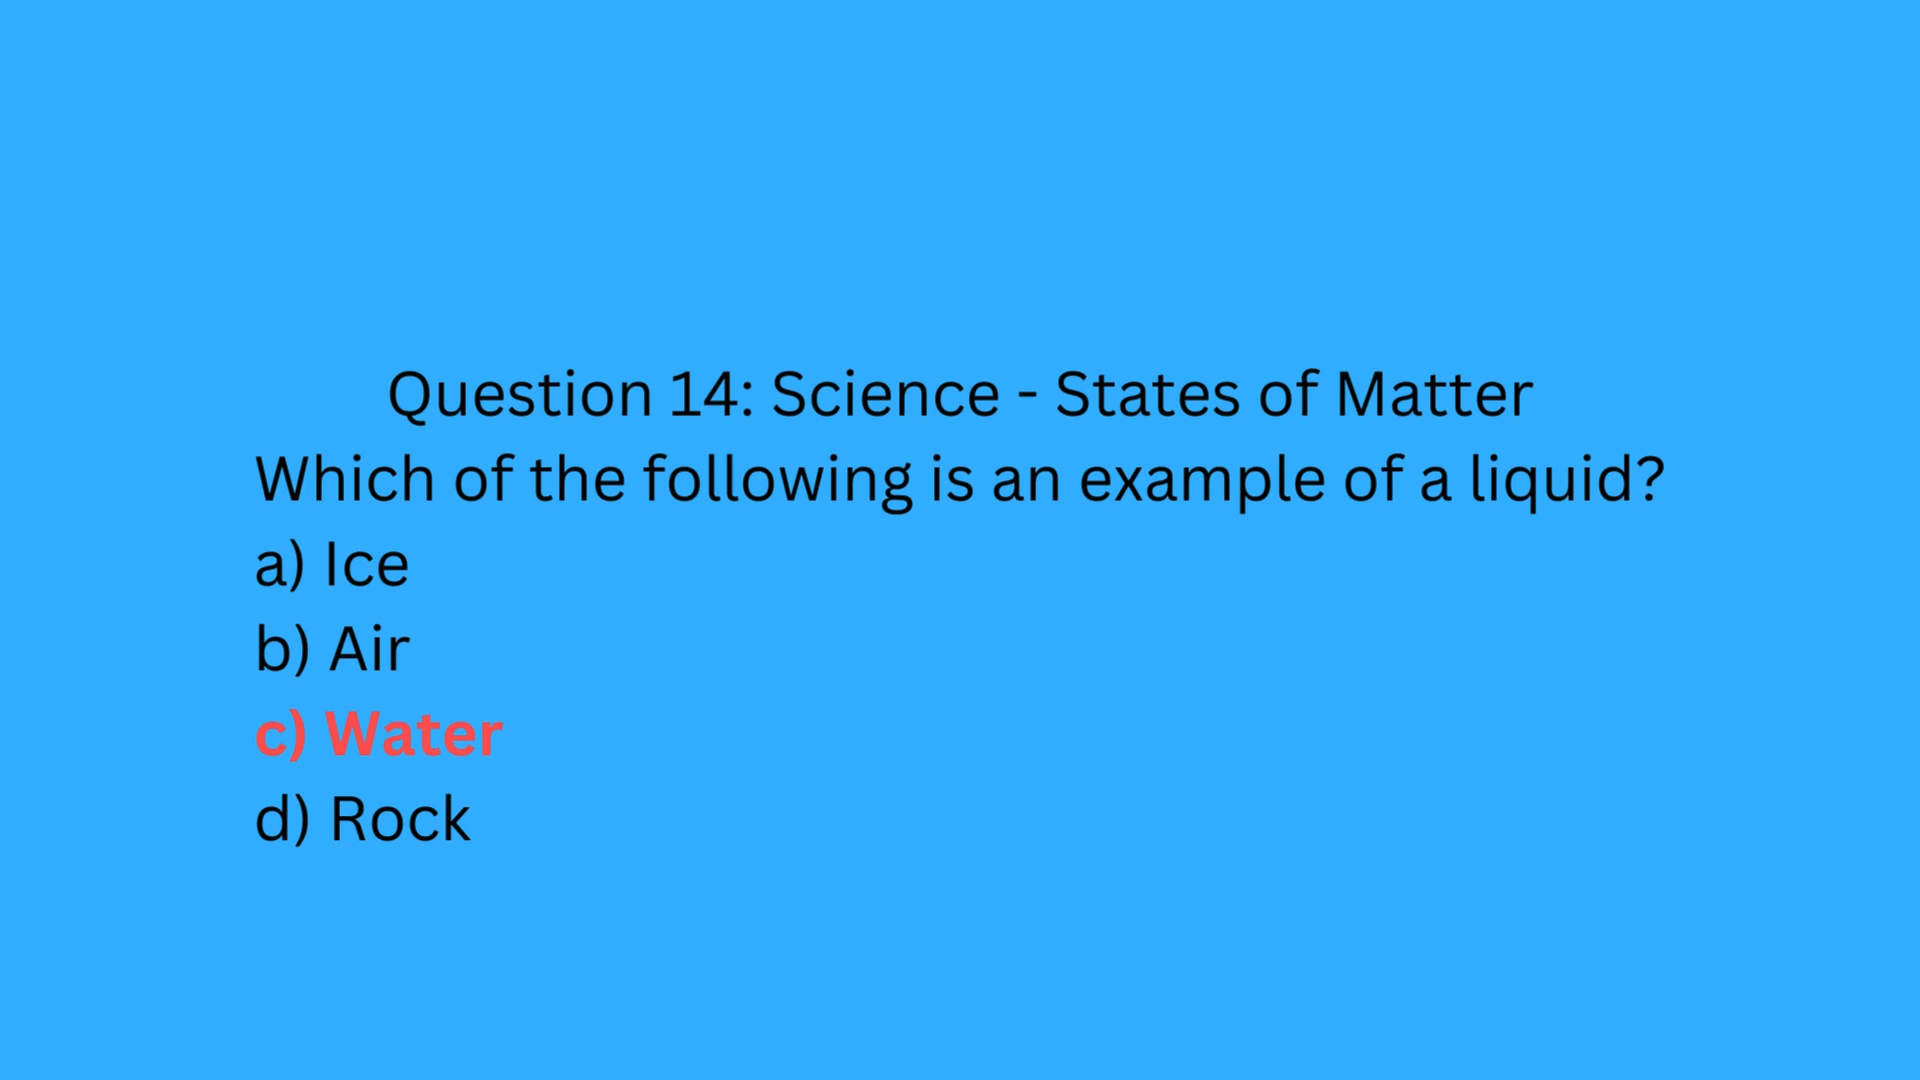 Question 14: Science - States of Matter
Which of the following is an example of a liquid?
a) Ice
b) Air
c) Water
d) Rock